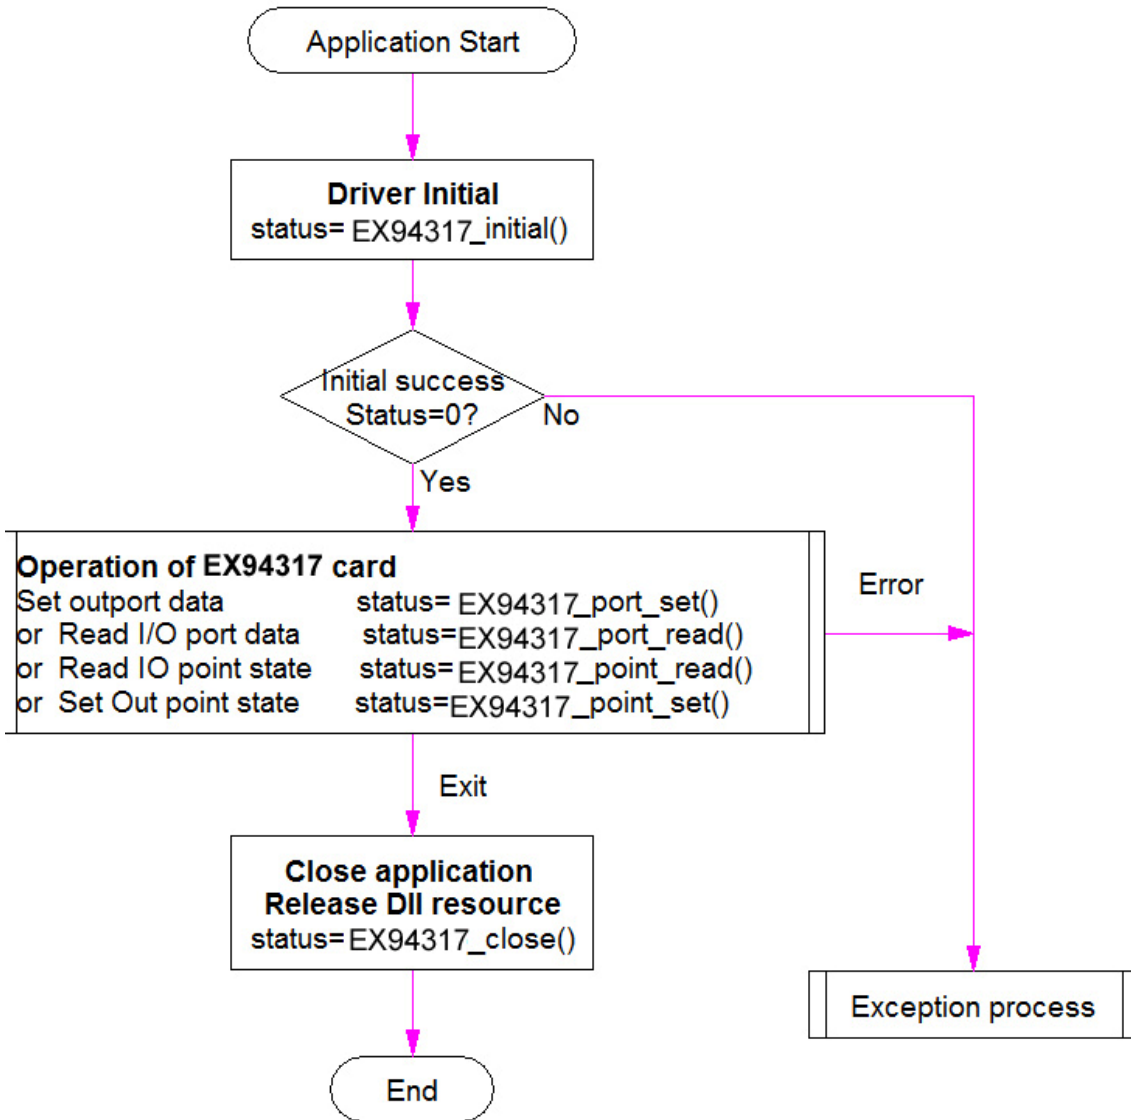 Application Start
Driver Initial
status= EX94317_initial()
Initial success
Status=0?
No
Yes
Operation of EX94317 card
Set outport data status= EX94317_port_set()
or Read I/O port data status=EX94317_port_read()
or Read IO point state status=EX94317_point_read()
or Set Out point state status=EX94317_point_set()
Error
Exit
Close application
Release Dll resource
status=EX94317_close()
Exception process
End